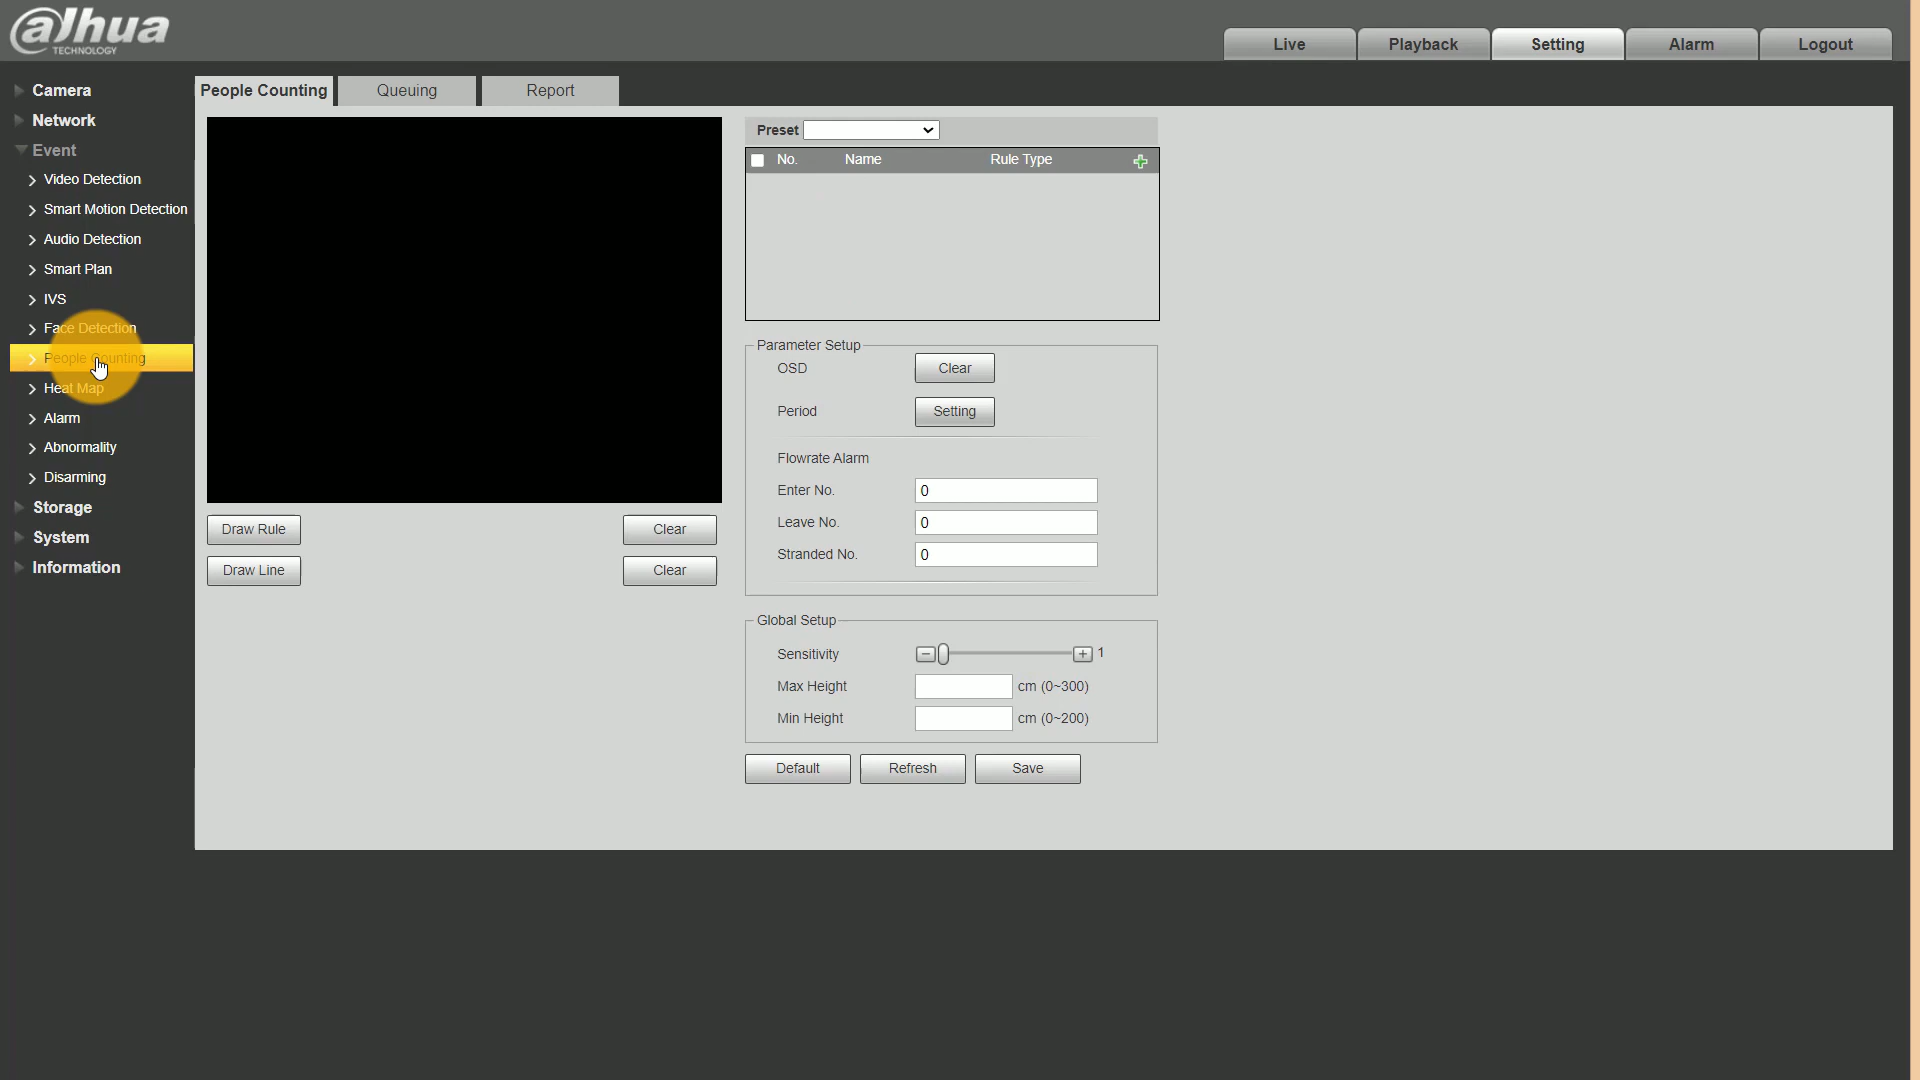 alhua
TECHNOLOGY
Live
Playback
Setting
Alarm
Logout
Camera
Network
Event
Video Detection
Smart Motion Detection
Audio Detection
Smart Plan
IVS
Face Detection
People Counting
Heat Map
Alarm
Abnormality
Disarming
Storage
System
Information
People Counting
Queuing
Report
Draw Rule
Clear
Draw Line
Clear
Preset
No. Name Rule Type
Parameter Setup
OSD Clear
Period Setting
Flowrate Alarm
Enter No. 0
Leave No. 0
Stranded No. 0
Global Setup
Sensitivity 1
Max Height cm (0~300)
Min Height cm (0~200)
Default Refresh Save